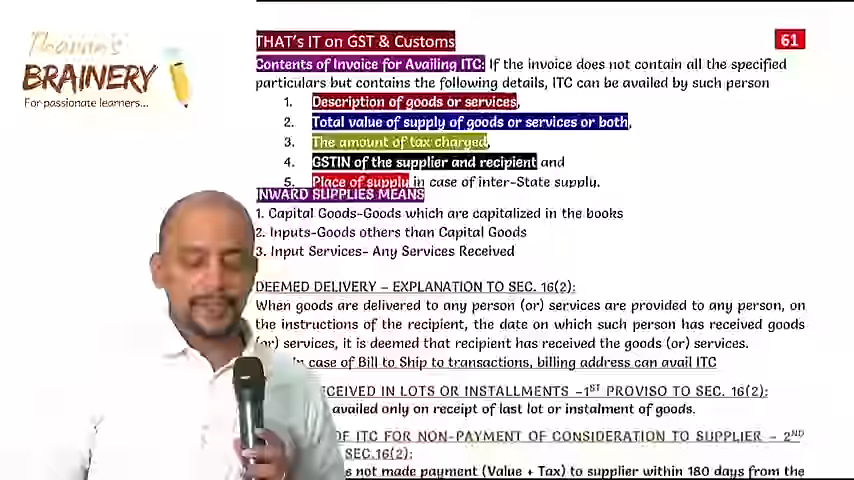 Tharun's
BRAINERY
For passionate learners...
THAT's IT on GST & Customs
61
Contents of Invoice for Availing ITC: If the invoice does not contain all the specified
particulars but contains the following details, ITC can be availed by such person
1. Description of goods or services,
2. Total value of supply of goods or services or both,
3. The amount of tax charged,
4. GSTIN of the supplier and recipient and
5. Place of supply in case of inter-State supply.
INWARD SUPPLIES MEANS
1. Capital Goods-Goods which are capitalized in the books
2. Inputs-Goods others than Capital Goods
3. Input Services- Any Services Received
DEEMED DELIVERY – EXPLANATION TO SEC. 16(2):
When goods are delivered to any person (or) services are provided to any person, on
the instructions of the recipient, the date on which such person has received goods
(or) services, it is deemed that recipient has received the goods (or) services.
In case of Bill to Ship to transactions, billing address can avail ITC
RECEIVED IN LOTS OR INSTALLMENTS –1ST PROVISO TO SEC. 16(2):
availed only on receipt of last lot or instalment of goods.
OF ITC FOR NON-PAYMENT OF CONSIDERATION TO SUPPLIER – 2ND
SEC.16(2):
s not made payment (Value + Tax) to supplier within 180 days from the